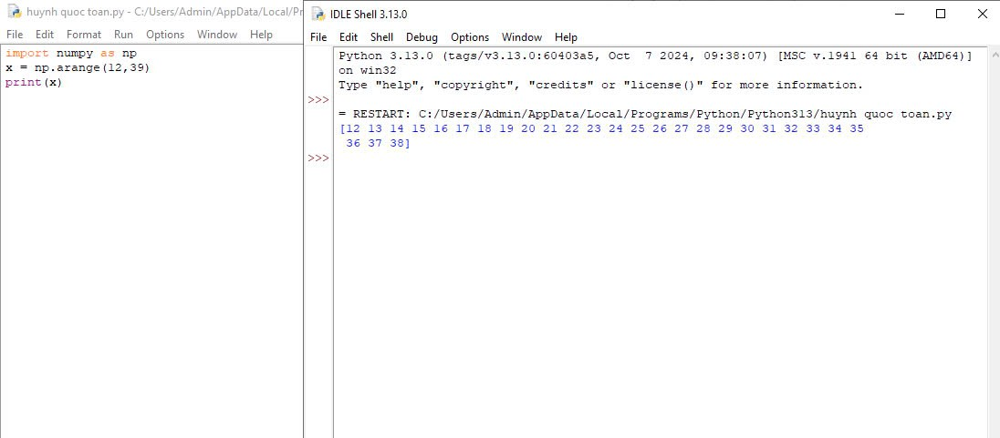 huynh quoc toan.py - C:/Users/Admin/AppData/Local/Pr
File Edit Format Run Options Window Help
import numpy as np
x = np.arange(12,39)
print(x)
IDLE Shell 3.13.0
File Edit Shell Debug Options Window Help
Python 3.13.0 (tags/v3.13.0:60403a5, Oct  7 2024, 09:38:07) [MSC v.1941 64 bit (AMD64)]
on win32
Type "help", "copyright", "credits" or "license()" for more information.
>>>
= RESTART: C:/Users/Admin/AppData/Local/Programs/Python/Python313/huynh quoc toan.py
[12 13 14 15 16 17 18 19 20 21 22 23 24 25 26 27 28 29 30 31 32 33 34 35
 36 37 38]
>>>